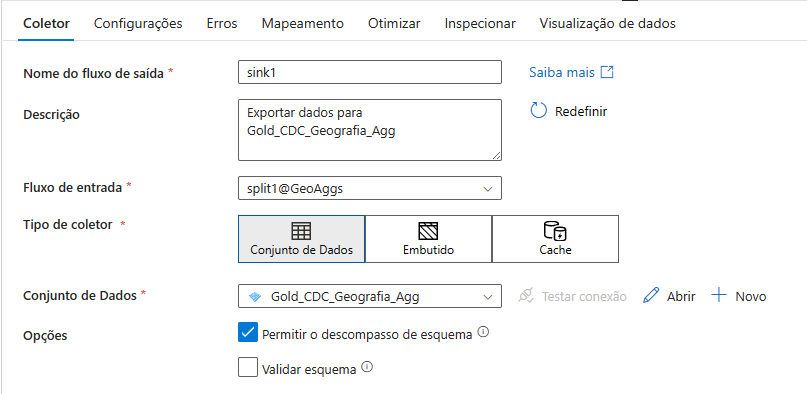 Coletor Configurações Erros Mapeamento Otimizar Inspecionar Visualização de dados
Nome do fluxo de saída * sink1 Saiba mais
Descrição Exportar dados para Redefinir
Gold_CDC_Geografia_Agg
Fluxo de entrada * split1@GeoAggs
Tipo de coletor * Conjunto de Dados Embutido Cache
Conjunto de Dados * Gold_CDC_Geografia_Agg Testar conexão Abrir Novo
Opções Permitir o descompasso de esquema
Validar esquema